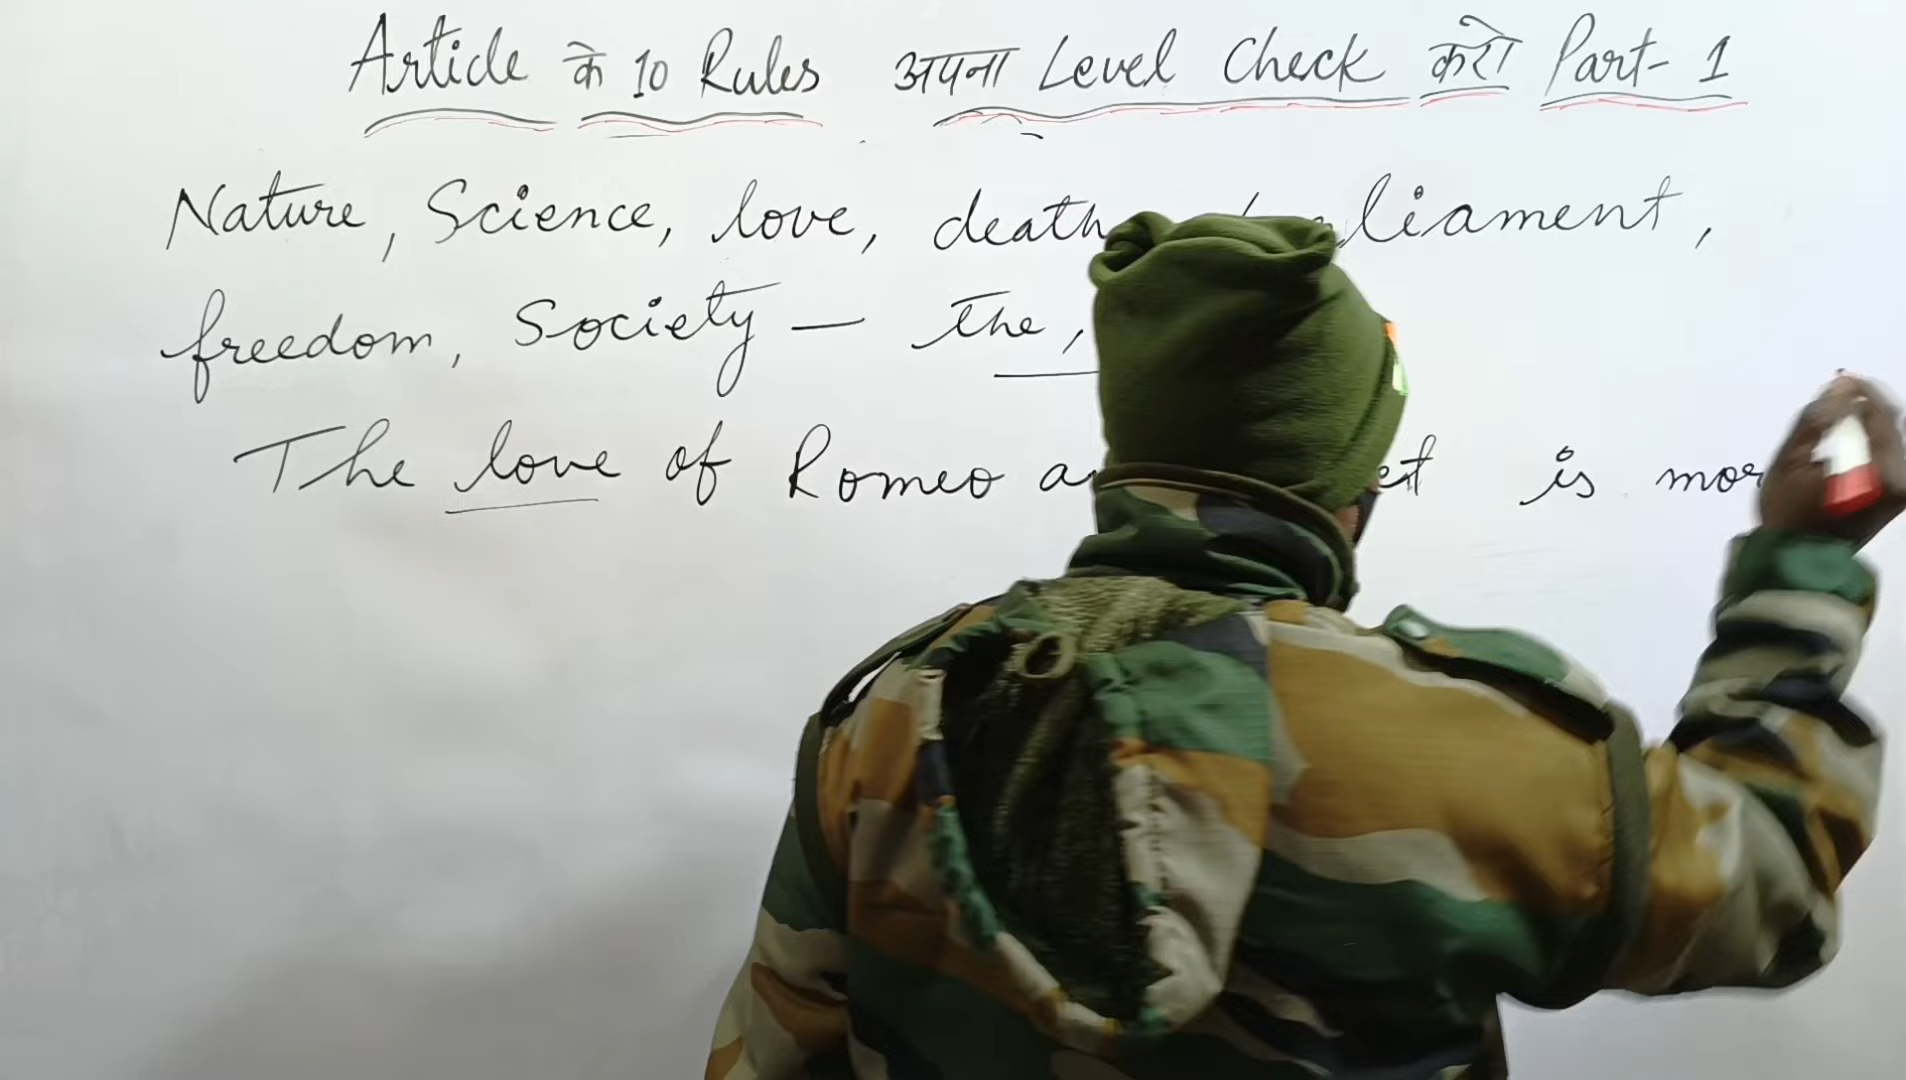 Article के 10 Rules अपना Level Check करो Part- 1
Nature, Science, love, death liament,
freedom, Society — the,
The love of Romeo is